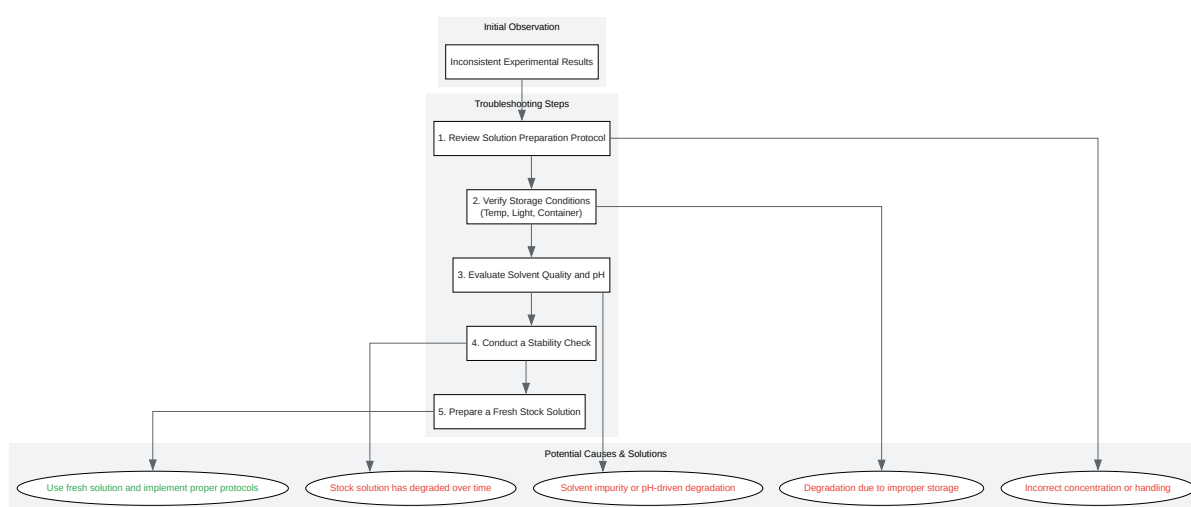 Initial Observation
Inconsistent Experimental Results
Troubleshooting Steps
1. Review Solution Preparation Protocol
2. Verify Storage Conditions
(Temp, Light, Container)
3. Evaluate Solvent Quality and pH
4. Conduct a Stability Check
5. Prepare a Fresh Stock Solution
Potential Causes & Solutions
Use fresh solution and implement proper protocols
Stock solution has degraded over time
Solvent impurity or pH-driven degradation
Degradation due to improper storage
Incorrect concentration or handling